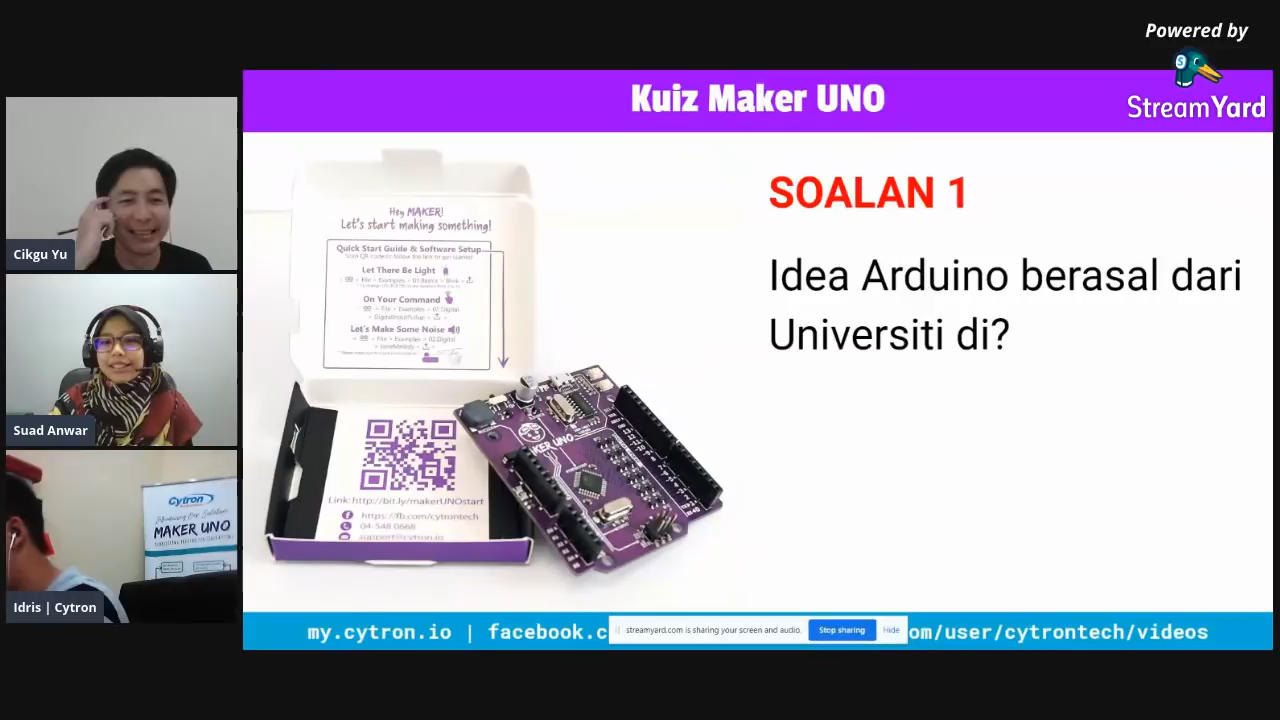 Powered by
StreamYard
Kuiz Maker UNO
Cikgu Yu
Suad Anwar
Idris | Cytron
Cytron
MAKER UNO
Hey MAKER!
Let's start making something!
Quick Start Guide & Software Setup
Let There Be Light
On Your Command
Let's Make Some Noise
Link:http://bit.ly/makerUNOstart
https://fb.com/cytrontech
04-548 0668
support@cytron.io
SOALAN 1
Idea Arduino berasal dari
Universiti di?
my.cytron.io | facebook.c
streamyard.com is sharing your screen and audio.
Stop sharing
Hide
om/user/cytrontech/videos